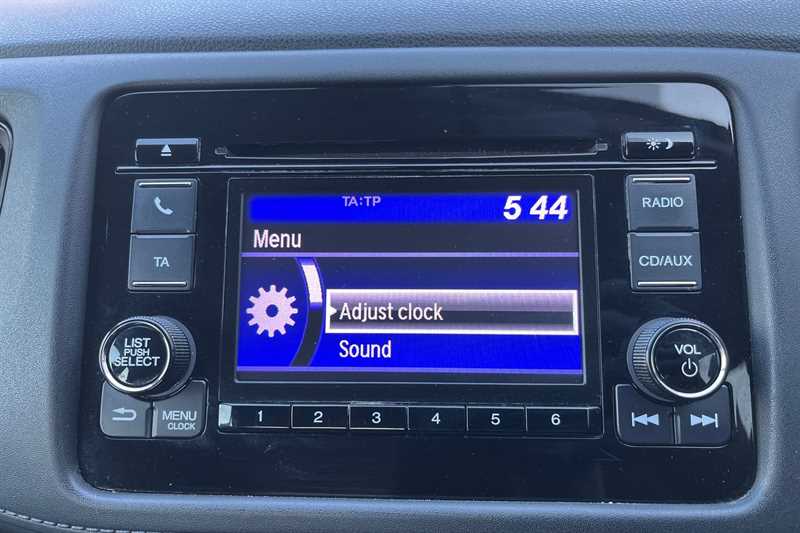 TA:TP
5 44
Menu
Adjust clock
Sound
TA
RADIO
CD/AUX
LIST
PUSH
SELECT
VOL
MENU
CLOCK
1 2 3 4 5 6